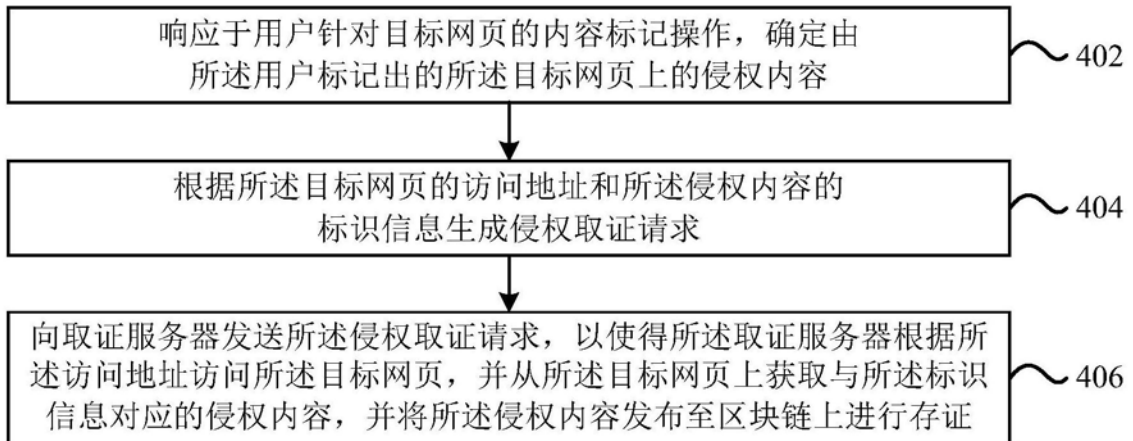 响应于用户针对目标网页的内容标记操作，确定由
所述用户标记出的所述目标网页上的侵权内容
402
根据所述目标网页的访问地址和所述侵权内容的
标识信息生成侵权取证请求
404
向取证服务器发送所述侵权取证请求，以使得所述取证服务器根据所
述访问地址访问所述目标网页，并从所述目标网页上获取与所述标识
信息对应的侵权内容，并将所述侵权内容发布至区块链上进行存证
406